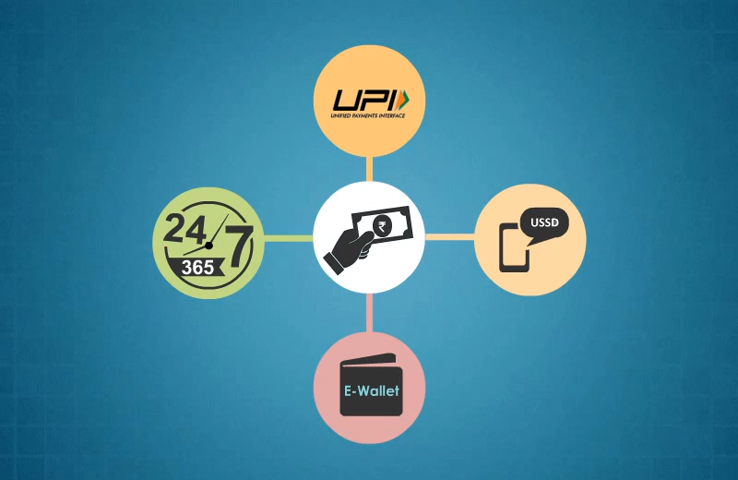 UPI
UNIFIED PAYMENTS INTERFACE
24
7
365
₹
USSD
E-Wallet